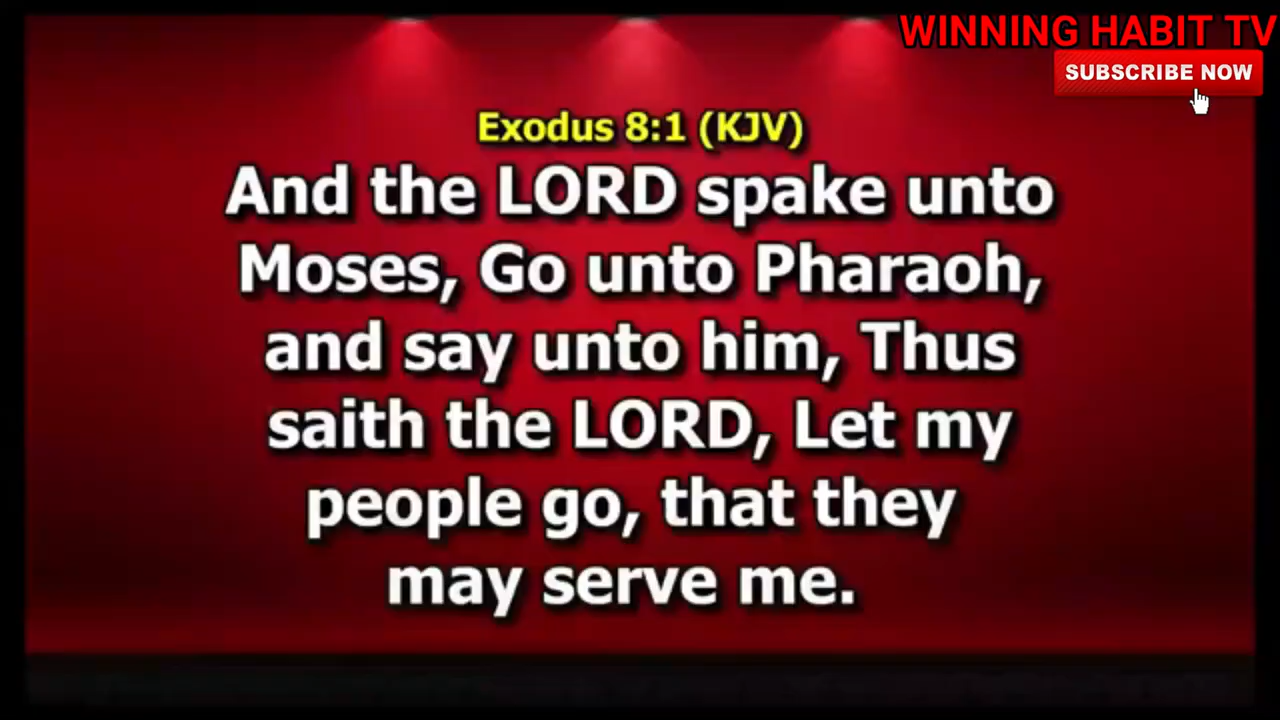 WINNING HABIT TV
SUBSCRIBE NOW
Exodus 8:1 (KJV)
And the LORD spake unto
Moses, Go unto Pharaoh,
and say unto him, Thus
saith the LORD, Let my
people go, that they
may serve me.